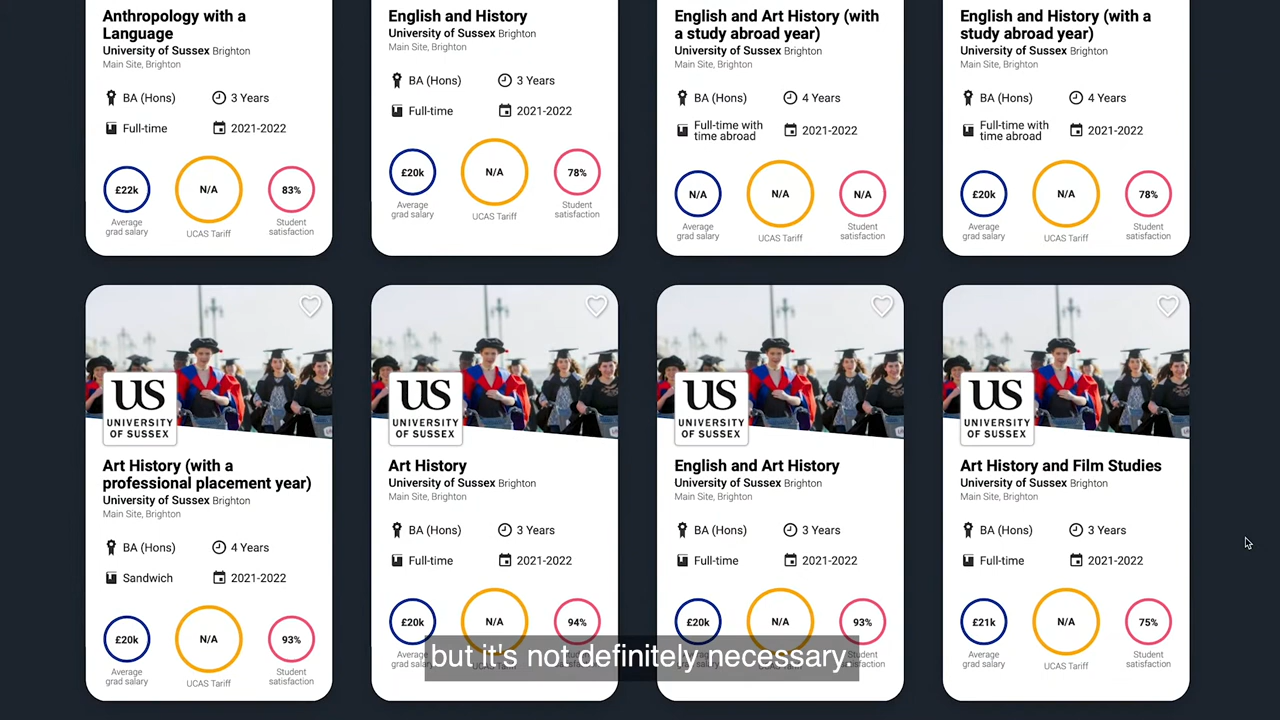 Anthropology with a
Language
University of Sussex Brighton
Main Site, Brighton
BA (Hons)
3 Years
Full-time
2021-2022
£22k
N/A
83%
Average
grad salary
UCAS Tariff
Student
satisfaction
English and History
University of Sussex Brighton
Main Site, Brighton
BA (Hons)
3 Years
Full-time
2021-2022
£20k
N/A
78%
Average
grad salary
UCAS Tariff
Student
satisfaction
English and Art History (with
a study abroad year)
University of Sussex Brighton
Main Site, Brighton
BA (Hons)
4 Years
Full-time with
time abroad
2021-2022
N/A
N/A
N/A
Average
grad salary
UCAS Tariff
Student
satisfaction
English and History (with a
study abroad year)
University of Sussex Brighton
Main Site, Brighton
BA (Hons)
4 Years
Full-time with
time abroad
2021-2022
£20k
N/A
78%
Average
grad salary
UCAS Tariff
Student
satisfaction
US
UNIVERSITY
OF SUSSEX
Art History (with a
professional placement year)
University of Sussex Brighton
Main Site, Brighton
BA (Hons)
4 Years
Sandwich
2021-2022
£20k
N/A
93%
Average
grad salary
UCAS Tariff
Student
satisfaction
US
UNIVERSITY
OF SUSSEX
Art History
University of Sussex Brighton
Main Site, Brighton
BA (Hons)
3 Years
Full-time
2021-2022
£20k
N/A
94%
US
UNIVERSITY
OF SUSSEX
English and Art History
University of Sussex Brighton
Main Site, Brighton
BA (Hons)
3 Years
Full-time
2021-2022
£20k
N/A
93%
US
UNIVERSITY
OF SUSSEX
Art History and Film Studies
University of Sussex Brighton
Main Site, Brighton
BA (Hons)
3 Years
Full-time
2021-2022
£21k
N/A
75%
Average
grad salary
UCAS Tariff
Student
satisfaction
but it's not definitely necessary.